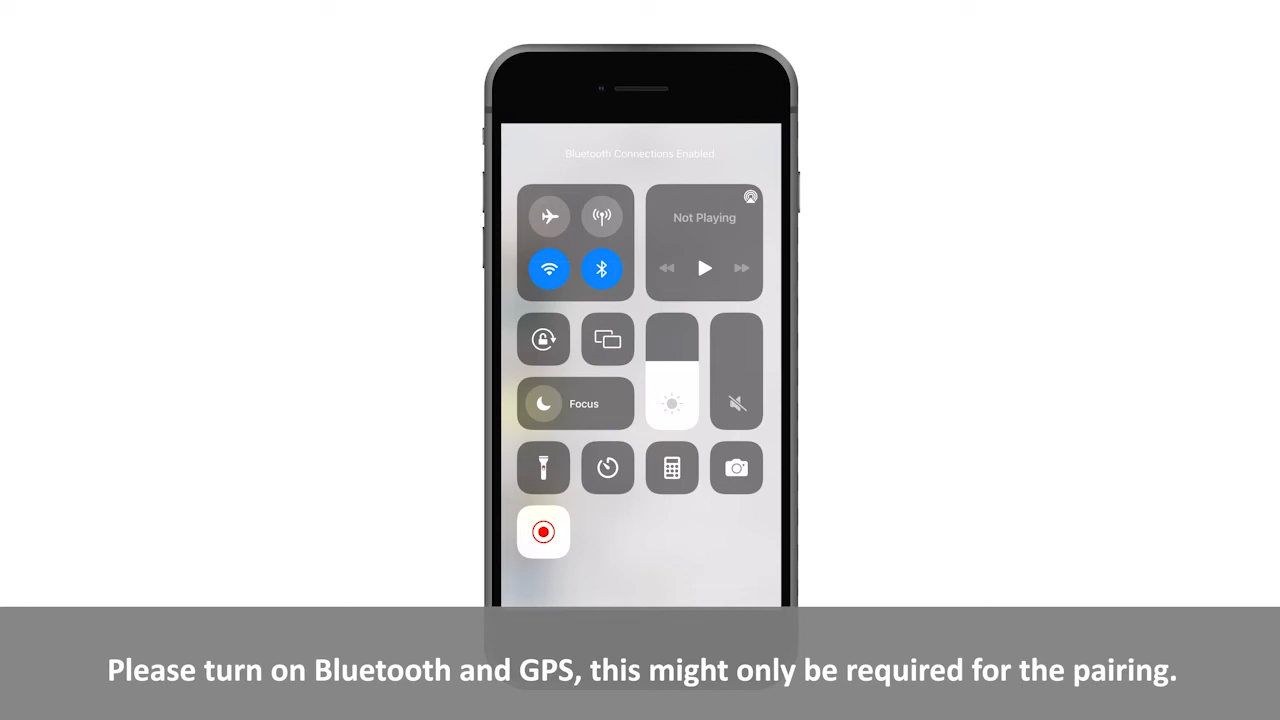 Bluetooth Connections Enabled
Not Playing
Focus
Please turn on Bluetooth and GPS, this might only be required for the pairing.